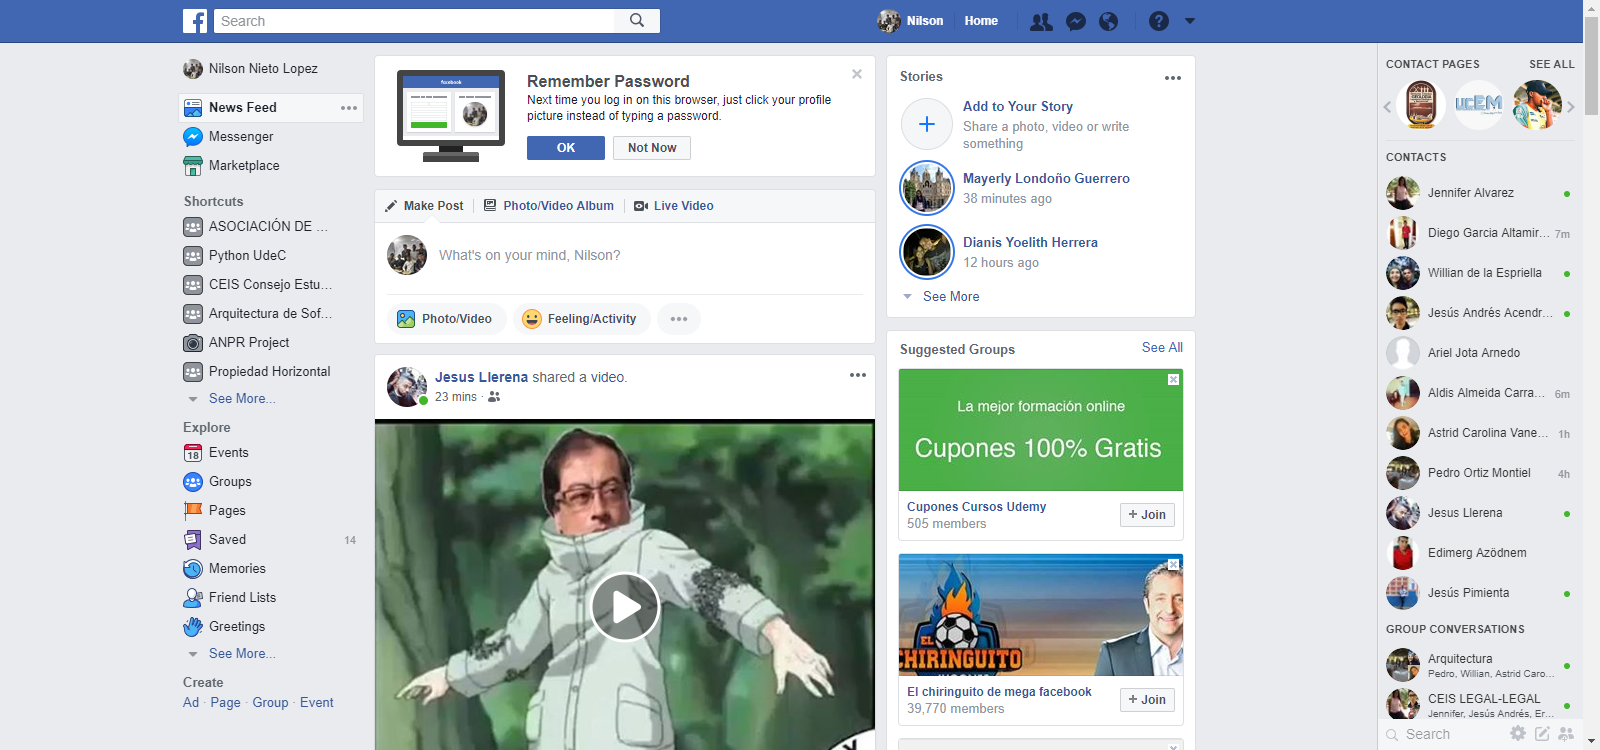 Search
Nilson
Home
Nilson Nieto Lopez
News Feed
Messenger
Marketplace
Shortcuts
ASOCIACIÓN DE ...
Python UdeC
CEIS Consejo Estu...
Arquitectura de Sof...
ANPR Project
Propiedad Horizontal
See More...
Explore
Events
18
Groups
Pages
Saved 14
Memories
Friend Lists
Greetings
See More...
Create
Ad · Page · Group · Event
facebook
Remember Password
Next time you log in on this browser, just click your profile
picture instead of typing a password.
OK
Not Now
Make Post
Photo/Video Album
Live Video
What's on your mind, Nilson?
Photo/Video
Feeling/Activity
Jesus Llerena shared a video.
23 mins ·
Stories
Add to Your Story
Share a photo, video or write
something
Mayerly Londoño Guerrero
38 minutes ago
Dianis Yoelith Herrera
12 hours ago
See More
Suggested Groups
See All
La mejor formación online
Cupones 100% Gratis
Cupones Cursos Udemy
505 members
+ Join
EL
CHIRINGUITO
El chiringuito de mega facebook
39,770 members
+ Join
CONTACT PAGES
SEE ALL
UCEM
CONTACTS
Jennifer Alvarez
Diego Garcia Altamir... 7m
Willian de la Espriella
Jesús Andrés Acendr...
Ariel Jota Arnedo
Aldis Almeida Carra... 6m
Astrid Carolina Vane... 1h
Pedro Ortiz Montiel 4h
Jesus Llerena
Edimerg Azödnem
Jesús Pimienta
GROUP CONVERSATIONS
Arquitectura
Pedro, Willian, Astrid Caro...
CEIS LEGAL-LEGAL
Jennifer, Jesús Andrés, Er...
Search